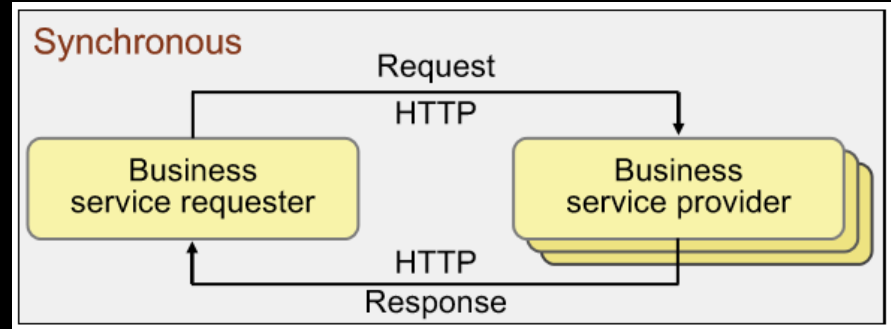 Synchronous
Request
HTTP
Business
service requester
Business
service provider
HTTP
Response